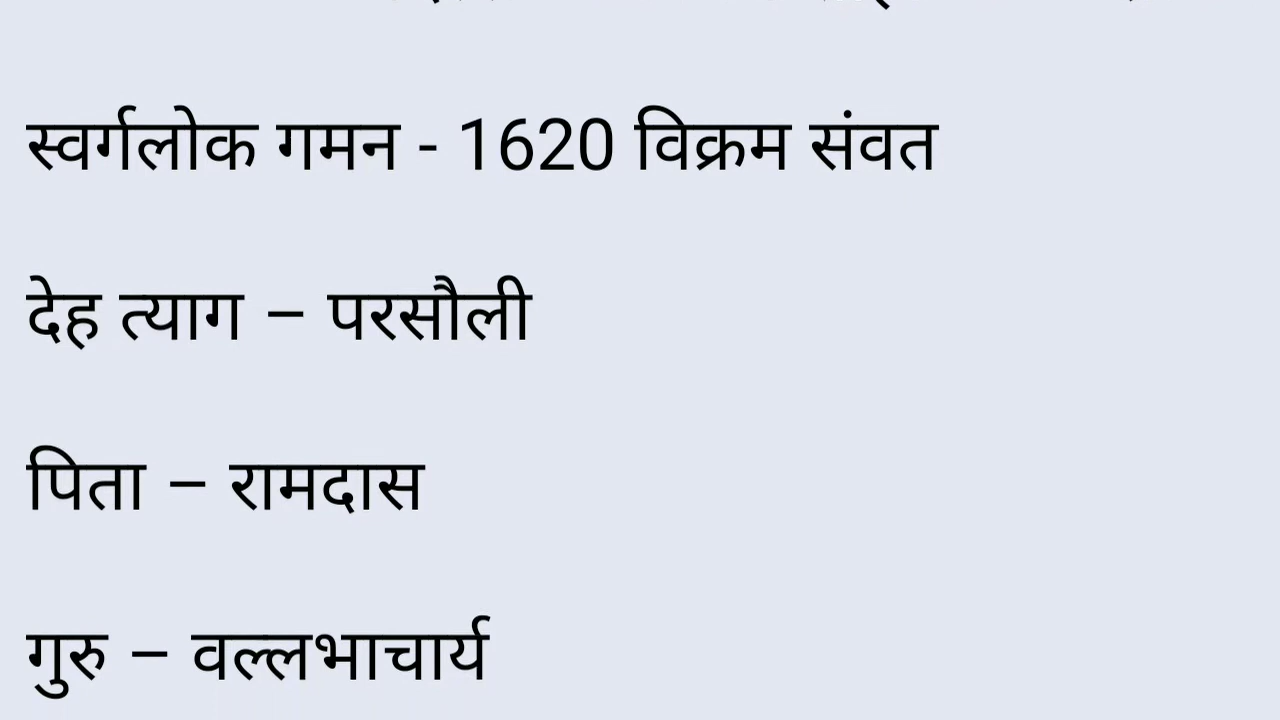 स्वर्गलोक गमन - 1620 विक्रम संवत
देह त्याग – परसौली
पिता – रामदास
गुरु – वल्लभाचार्य